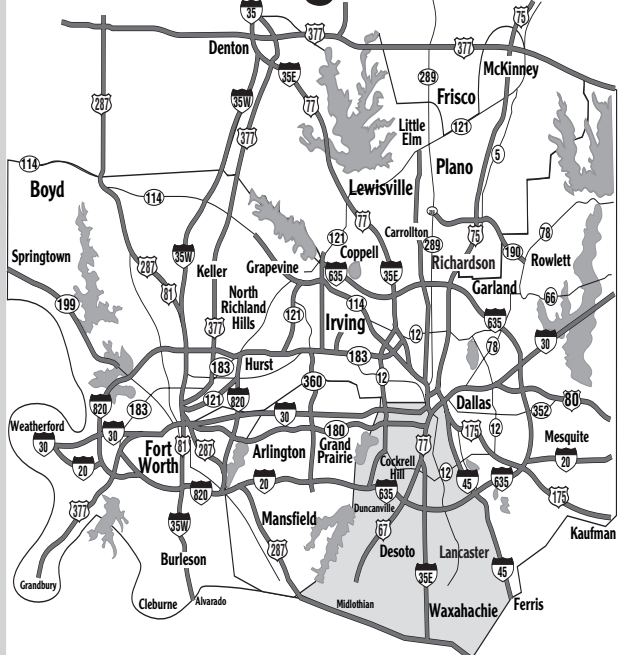 35
75
377
377
Denton
35E
McKinney
289
Frisco
287
35W
77
377
Little
Elm
121
5
Plano
114
Boyd
114
Lewisville
77
Carrollton
289
75
78
121
Coppell
190
Springtown
35W
Keller
Grapevine
635
35E
Richardson
Rowlett
287
81
North
Richland
Hills
114
Garland
66
199
121
Irving
635
377
12
78
30
183
Hurst
183
360
12
820
183
121
820
30
Dallas
352
80
Weatherford
30
30
180
77
175
12
Mesquite
Fort
Worth
81
287
Arlington
Grand
Prairie
Cockrell
Hill
12
20
20
820
20
635
45
635
175
377
Duncanville
35W
Mansfield
67
Kaufman
287
Desoto
Lancaster
Burleson
35E
45
Grandbury
Cleburne
Alvarado
Midlothian
Waxahachie
Ferris